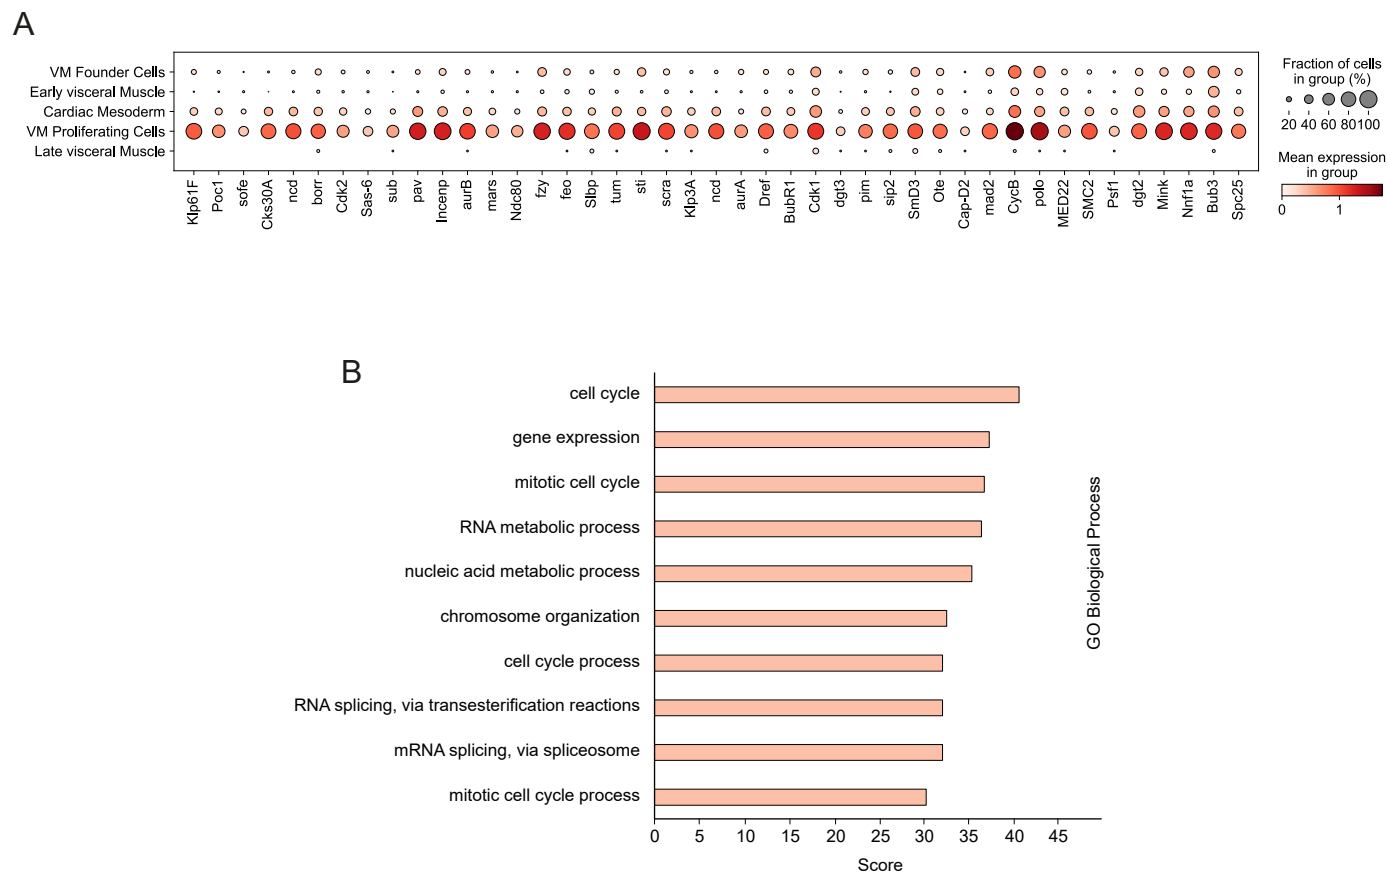 A
VM Founder Cells
Early visceral Muscle
Cardiac Mesoderm
VM Proliferating Cells
Late visceral Muscle
Klp61F
Poc1
sofe
Cks30A
ncd
borr
Cdk2
Sas-6
sub
pav
Incenp
aurB
mars
Ndc80
fzy
feo
Slbp
tum
sti
scra
Klp3A
ncd
aurA
Dref
BubR1
Cdk1
dgt3
pim
sip2
SmD3
Ote
Cap-D2
mad2
CycB
polo
MED22
SMC2
Psf1
dgt2
Mink
Nnf1a
Bub3
Spc25
Fraction of cells
in group (%)
20 40 60 80 100
Mean expression
in group
0 1
B
cell cycle
gene expression
mitotic cell cycle
RNA metabolic process
nucleic acid metabolic process
chromosome organization
cell cycle process
RNA splicing, via transesterification reactions
mRNA splicing, via spliceosome
mitotic cell cycle process
0 5 10 15 20 25 30 35 40 45
Score
GO Biological Process